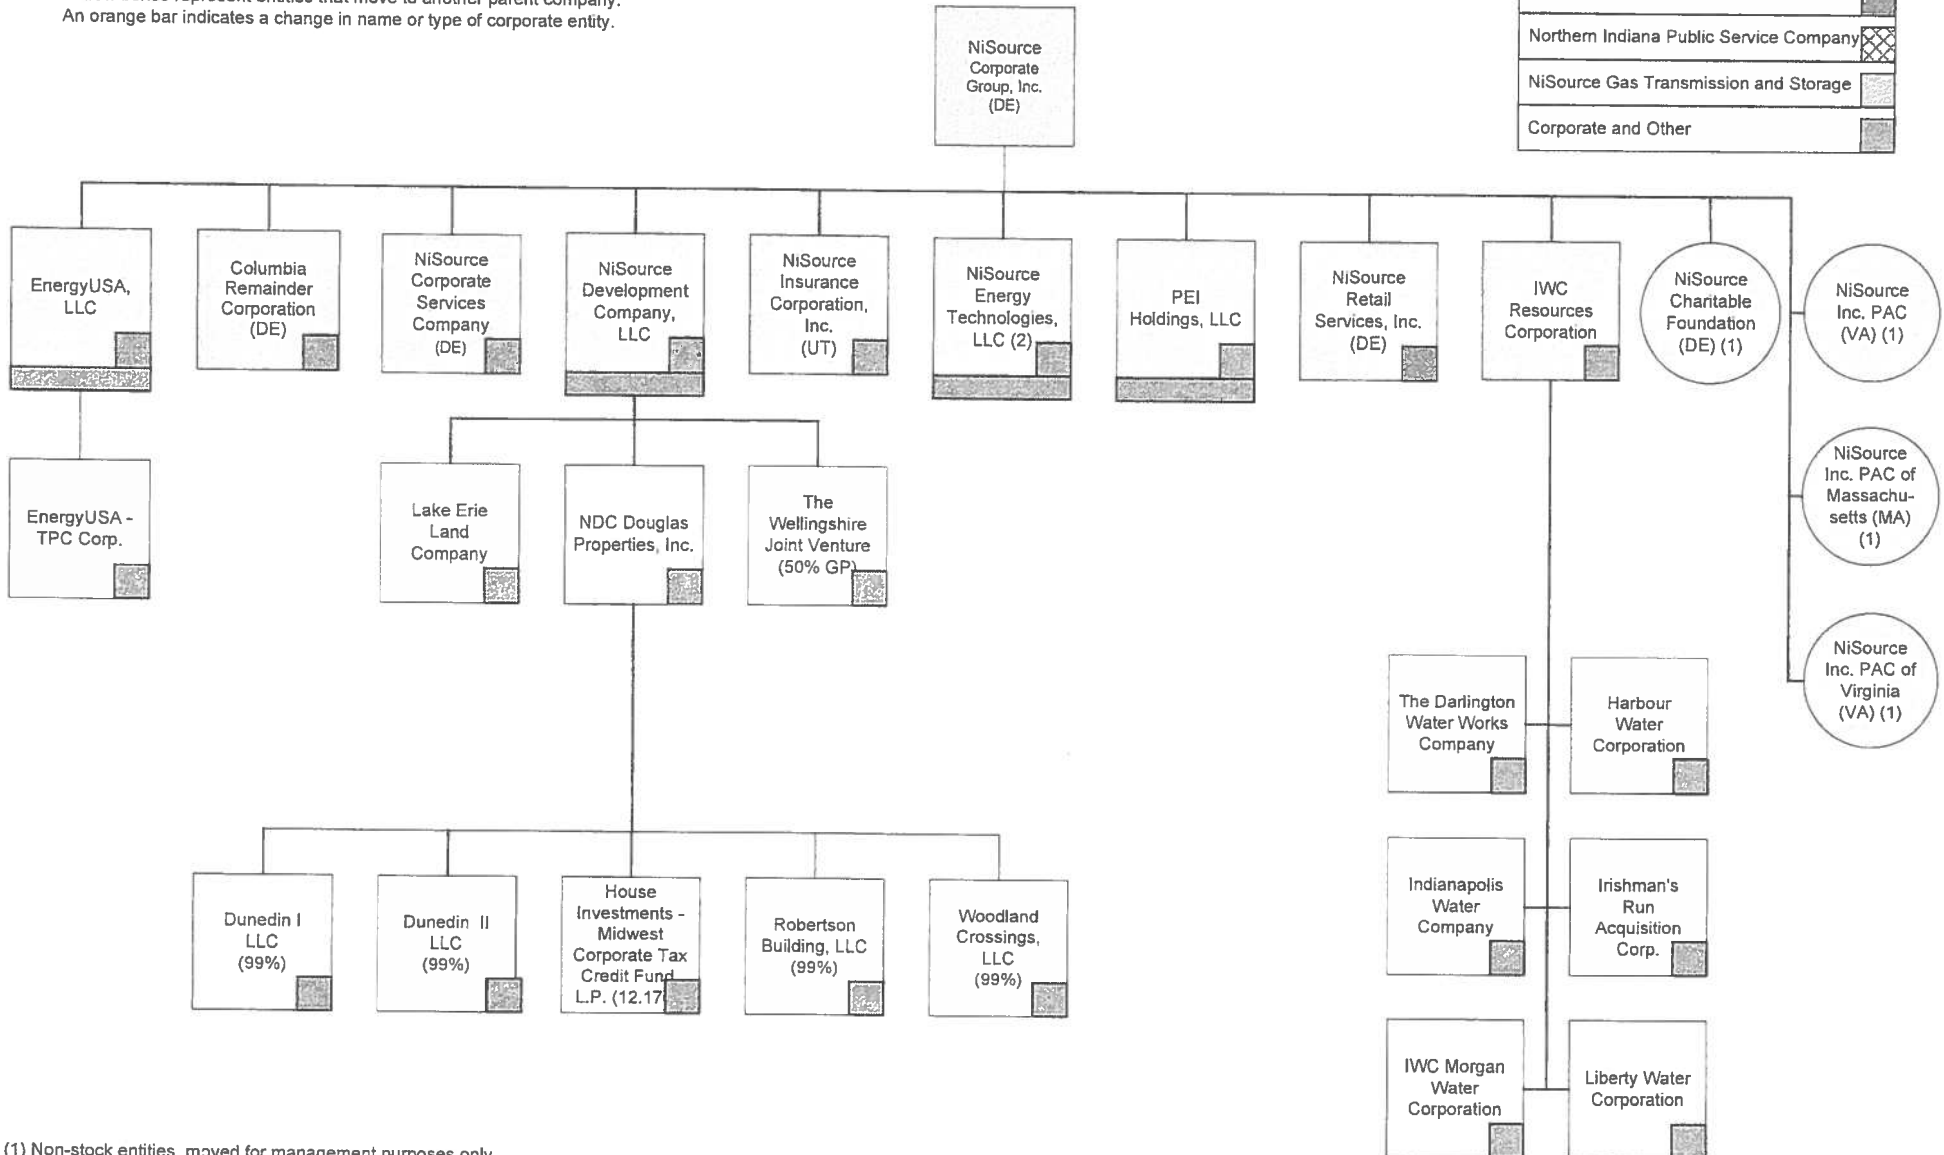 An orange bar indicates a change in name or type of corporate entity.
Northern Indiana Public Service Company
NiSource Gas Transmission and Storage
Corporate and Other
NiSource
Corporate
Group, Inc.
(DE)
EnergyUSA,
LLC
Columbia
Remainder
Corporation
(DE)
NiSource
Corporate
Services
Company
(DE)
NiSource
Development
Company,
LLC
NiSource
Insurance
Corporation,
Inc.
(UT)
NiSource
Energy
Technologies,
LLC (2)
PEI
Holdings, LLC
NiSource
Retail
Services, Inc.
(DE)
IWC
Resources
Corporation
NiSource
Charitable
Foundation
(DE) (1)
NiSource
Inc. PAC
(VA) (1)
EnergyUSA -
TPC Corp.
Lake Erie
Land
Company
NDC Douglas
Properties, Inc.
The
Wellingshire
Joint Venture
(50% GP)
NiSource
Inc. PAC of
Massachu-
setts (MA)
(1)
NiSource
Inc. PAC of
Virginia
(VA) (1)
The Darlington
Water Works
Company
Harbour
Water
Corporation
Dunedin I
LLC
(99%)
Dunedin II
LLC
(99%)
House
Investments -
Midwest
Corporate Tax
Credit Fund
L.P. (12.17
Robertson
Building, LLC
(99%)
Woodland
Crossings,
LLC
(99%)
Indianapolis
Water
Company
Irishman's
Run
Acquisition
Corp.
IWC Morgan
Water
Corporation
Liberty Water
Corporation
(1) Non-stock entities, moved for management purposes only